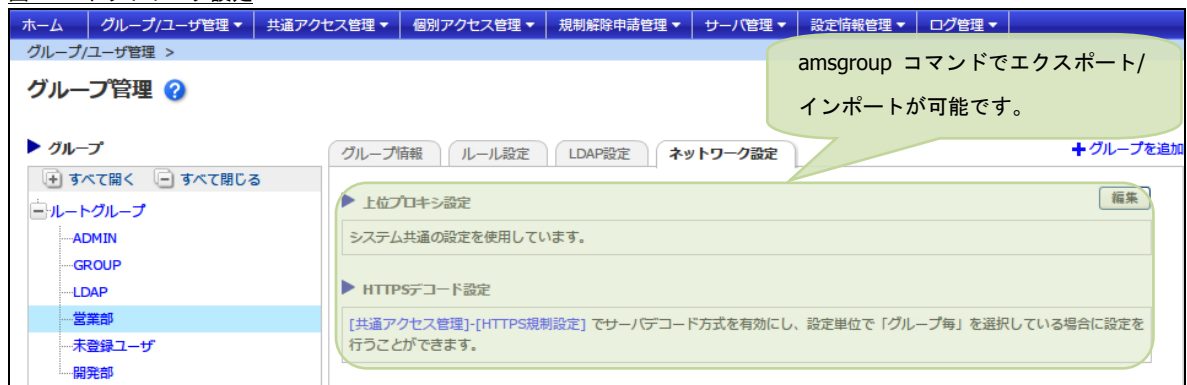 ホーム グループ/ユーザ管理▼ 共通アクセス管理▼ 個別アクセス管理▼ 規制解除申請管理▼ サーバ管理▼ 設定情報管理▼ ログ管理▼
グループ/ユーザ管理 >
amsgroup コマンドでエクスポート/
インポートが可能です。
グループ管理 ?
グループ
すべて開く すべて閉じる
ルートグループ
ADMIN
GROUP
LDAP
営業部
未登録ユーザ
開発部
グループ情報 ルール設定 LDAP設定 ネットワーク設定
+グループを追加
上位プロキシ設定
編集
システム共通の設定を使用しています。
HTTPSデコード設定
[共通アクセス管理]-[HTTPS規制設定] でサーバデコード方式を有効にし、設定単位で「グループ毎」を選択している場合に設定を
行うことができます。